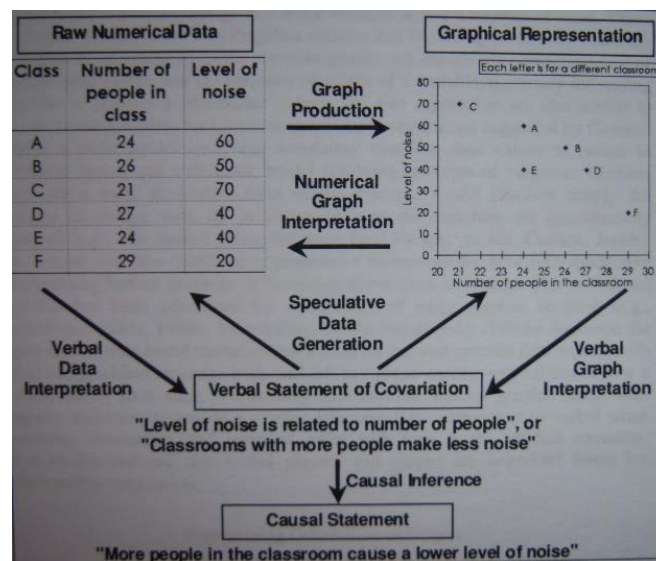 Raw Numerical Data
Graphical Representation
Class Number of people in class Level of noise
A 24 60
B 26 50
C 21 70
D 27 40
E 24 40
F 29 20
Graph
Production
Numerical
Graph
Interpretation
Each letter is for a different classroom
Level of noise
80
70
60
50
40
30
20
10
0
C
A
B
E
D
F
20 21 22 23 24 25 26 27 28 29 30
Number of people in the classroom
Verbal
Data
Interpretation
Speculative
Data
Generation
Verbal
Graph
Interpretation
Verbal Statement of Covariation
"Level of noise is related to number of people", or
"Classrooms with more people make less noise"
Causal Inference
Causal Statement
"More people in the classroom cause a lower level of noise"